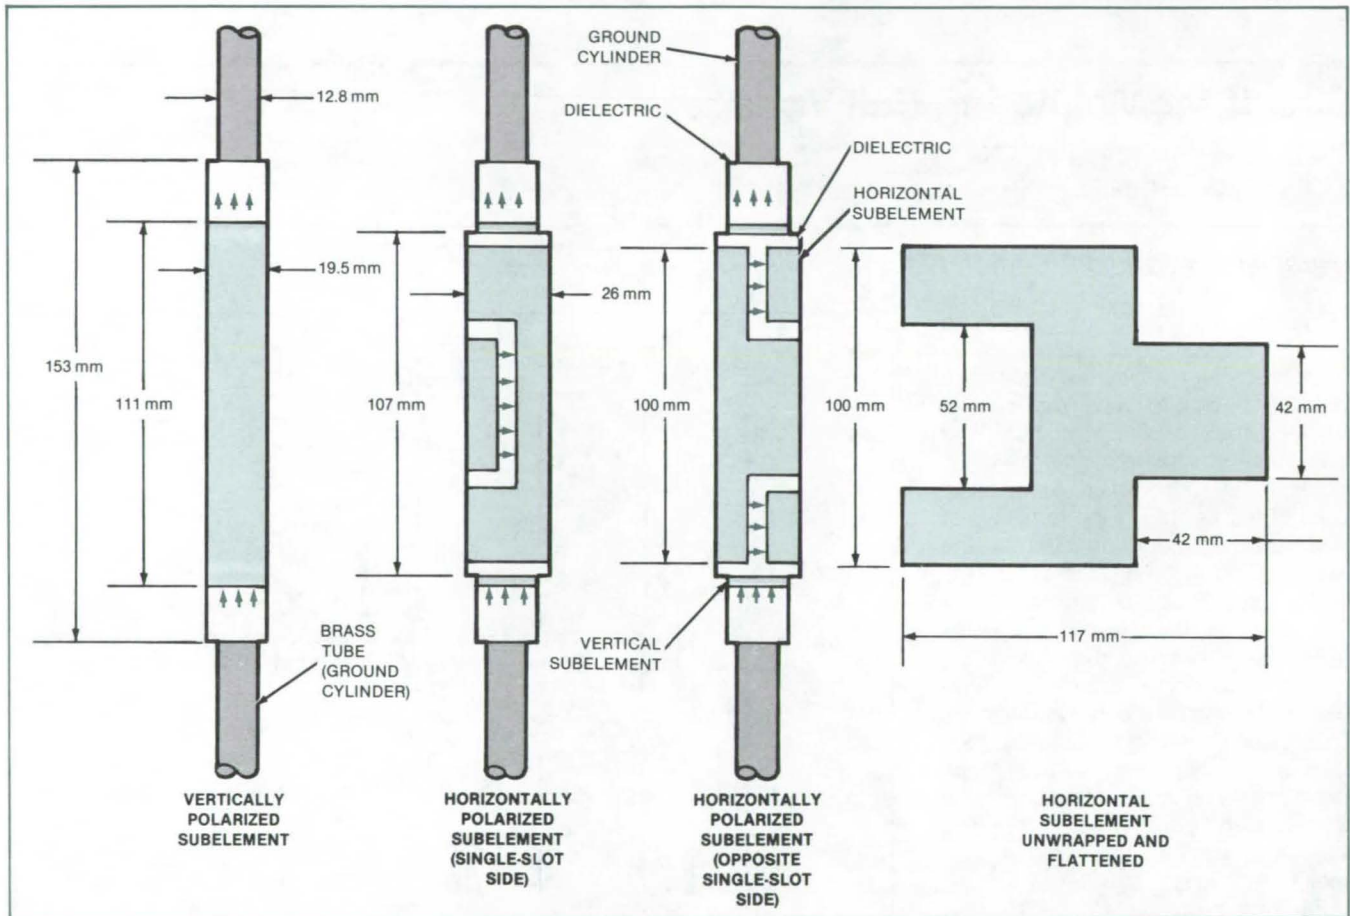 GROUND
CYLINDER
DIELECTRIC
12.8 mm
DIELECTRIC
HORIZONTAL
SUBELEMENT
19.5 mm
26 mm
153 mm
111 mm
107 mm
100 mm
100 mm
52 mm
42 mm
42 mm
117 mm
BRASS
TUBE
(GROUND
CYLINDER)
VERTICAL
SUBELEMENT
VERTICALLY
POLARIZED
SUBELEMENT
HORIZONTALLY
POLARIZED
SUBELEMENT
(SINGLE-SLOT
SIDE)
HORIZONTALLY
POLARIZED
SUBELEMENT
(OPPOSITE
SINGLE-SLOT
SIDE)
HORIZONTAL
SUBELEMENT
UNWRAPPED AND
FLATTENED